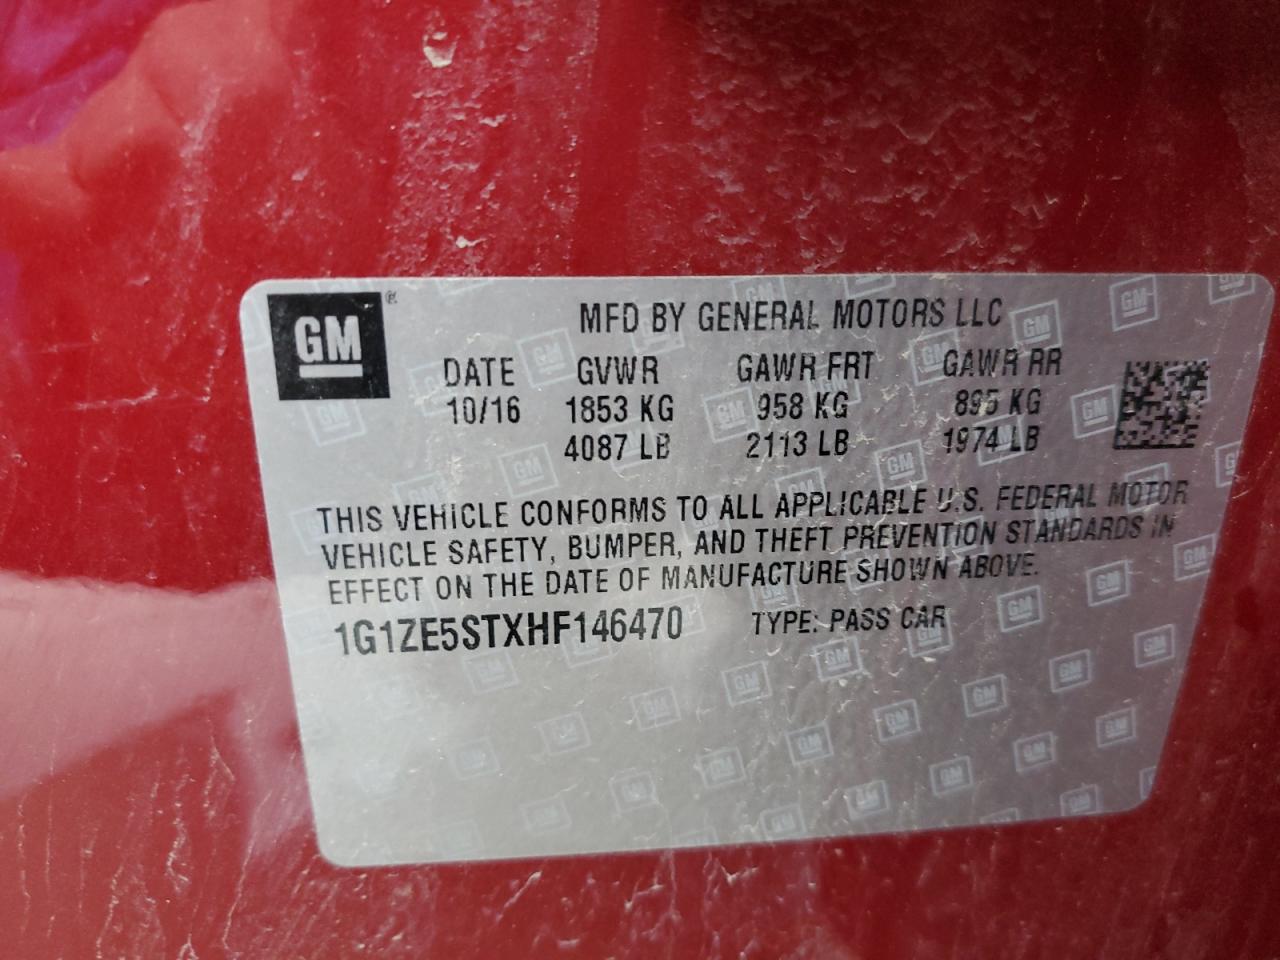 GM®
MFD BY GENERAL MOTORS LLC
DATE GVWR GAWR FRT GAWR RR
10/16 1853 KG 958 KG 895 KG
4087 LB 2113 LB 1974 LB
THIS VEHICLE CONFORMS TO ALL APPLICABLE U.S. FEDERAL MOTOR
VEHICLE SAFETY, BUMPER, AND THEFT PREVENTION STANDARDS IN
EFFECT ON THE DATE OF MANUFACTURE SHOWN ABOVE.
1G1ZE5STXHF146470 TYPE: PASS CAR